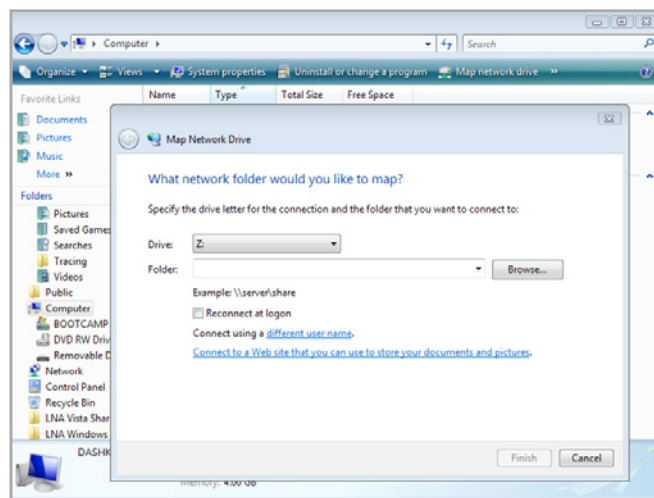 Computer
Search
Organize Views System properties Uninstall or change a program Map network drive »
Favorite Links
Name Type Total Size Free Space
Documents
Pictures
Music
More »
Folders
Pictures
Saved Games
Searches
Tracing
Videos
Public
Computer
BOOTCAMP
DVD RW Driv
Removable D
Network
Control Panel
Recycle Bin
LNA Vista Shar
LNA Windows
Map Network Drive
What network folder would you like to map?
Specify the drive letter for the connection and the folder that you want to connect to:
Drive: Z:
Folder: Browse...
Example: \\server\share
Reconnect at logon
Connect using a different user name.
Connect to a Web site that you can use to store your documents and pictures.
Finish Cancel
DASHK
Memory: 4.00 GB